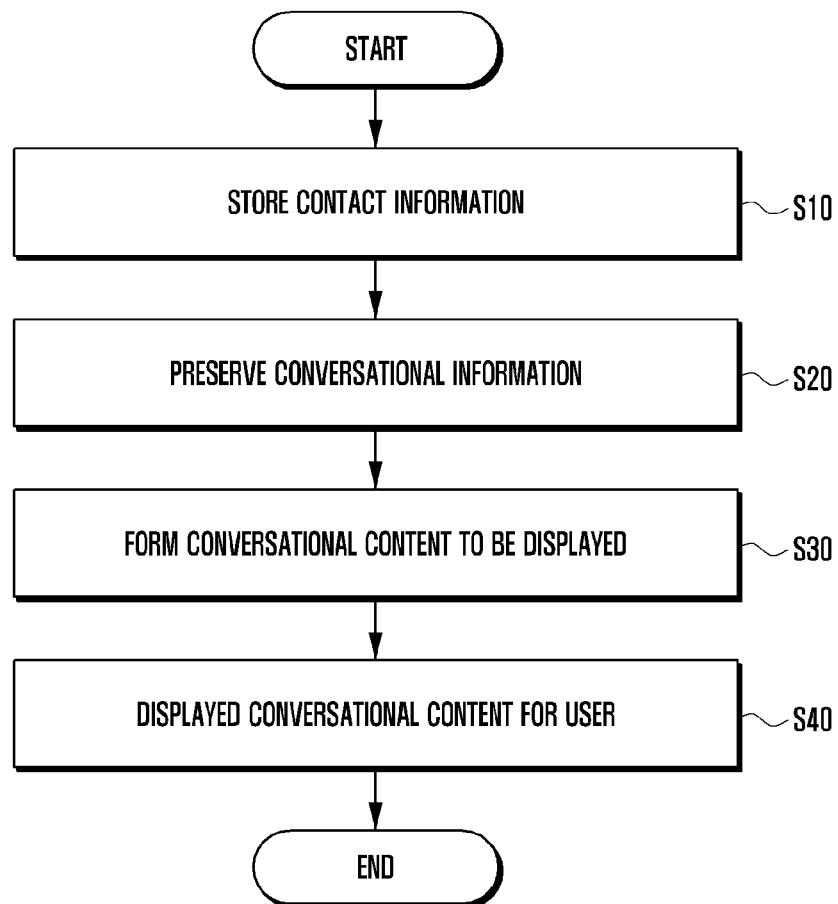 START
STORE CONTACT INFORMATION
S10
PRESERVE CONVERSATIONAL INFORMATION
S20
FORM CONVERSATIONAL CONTENT TO BE DISPLAYED
S30
DISPLAYED CONVERSATIONAL CONTENT FOR USER
S40
END